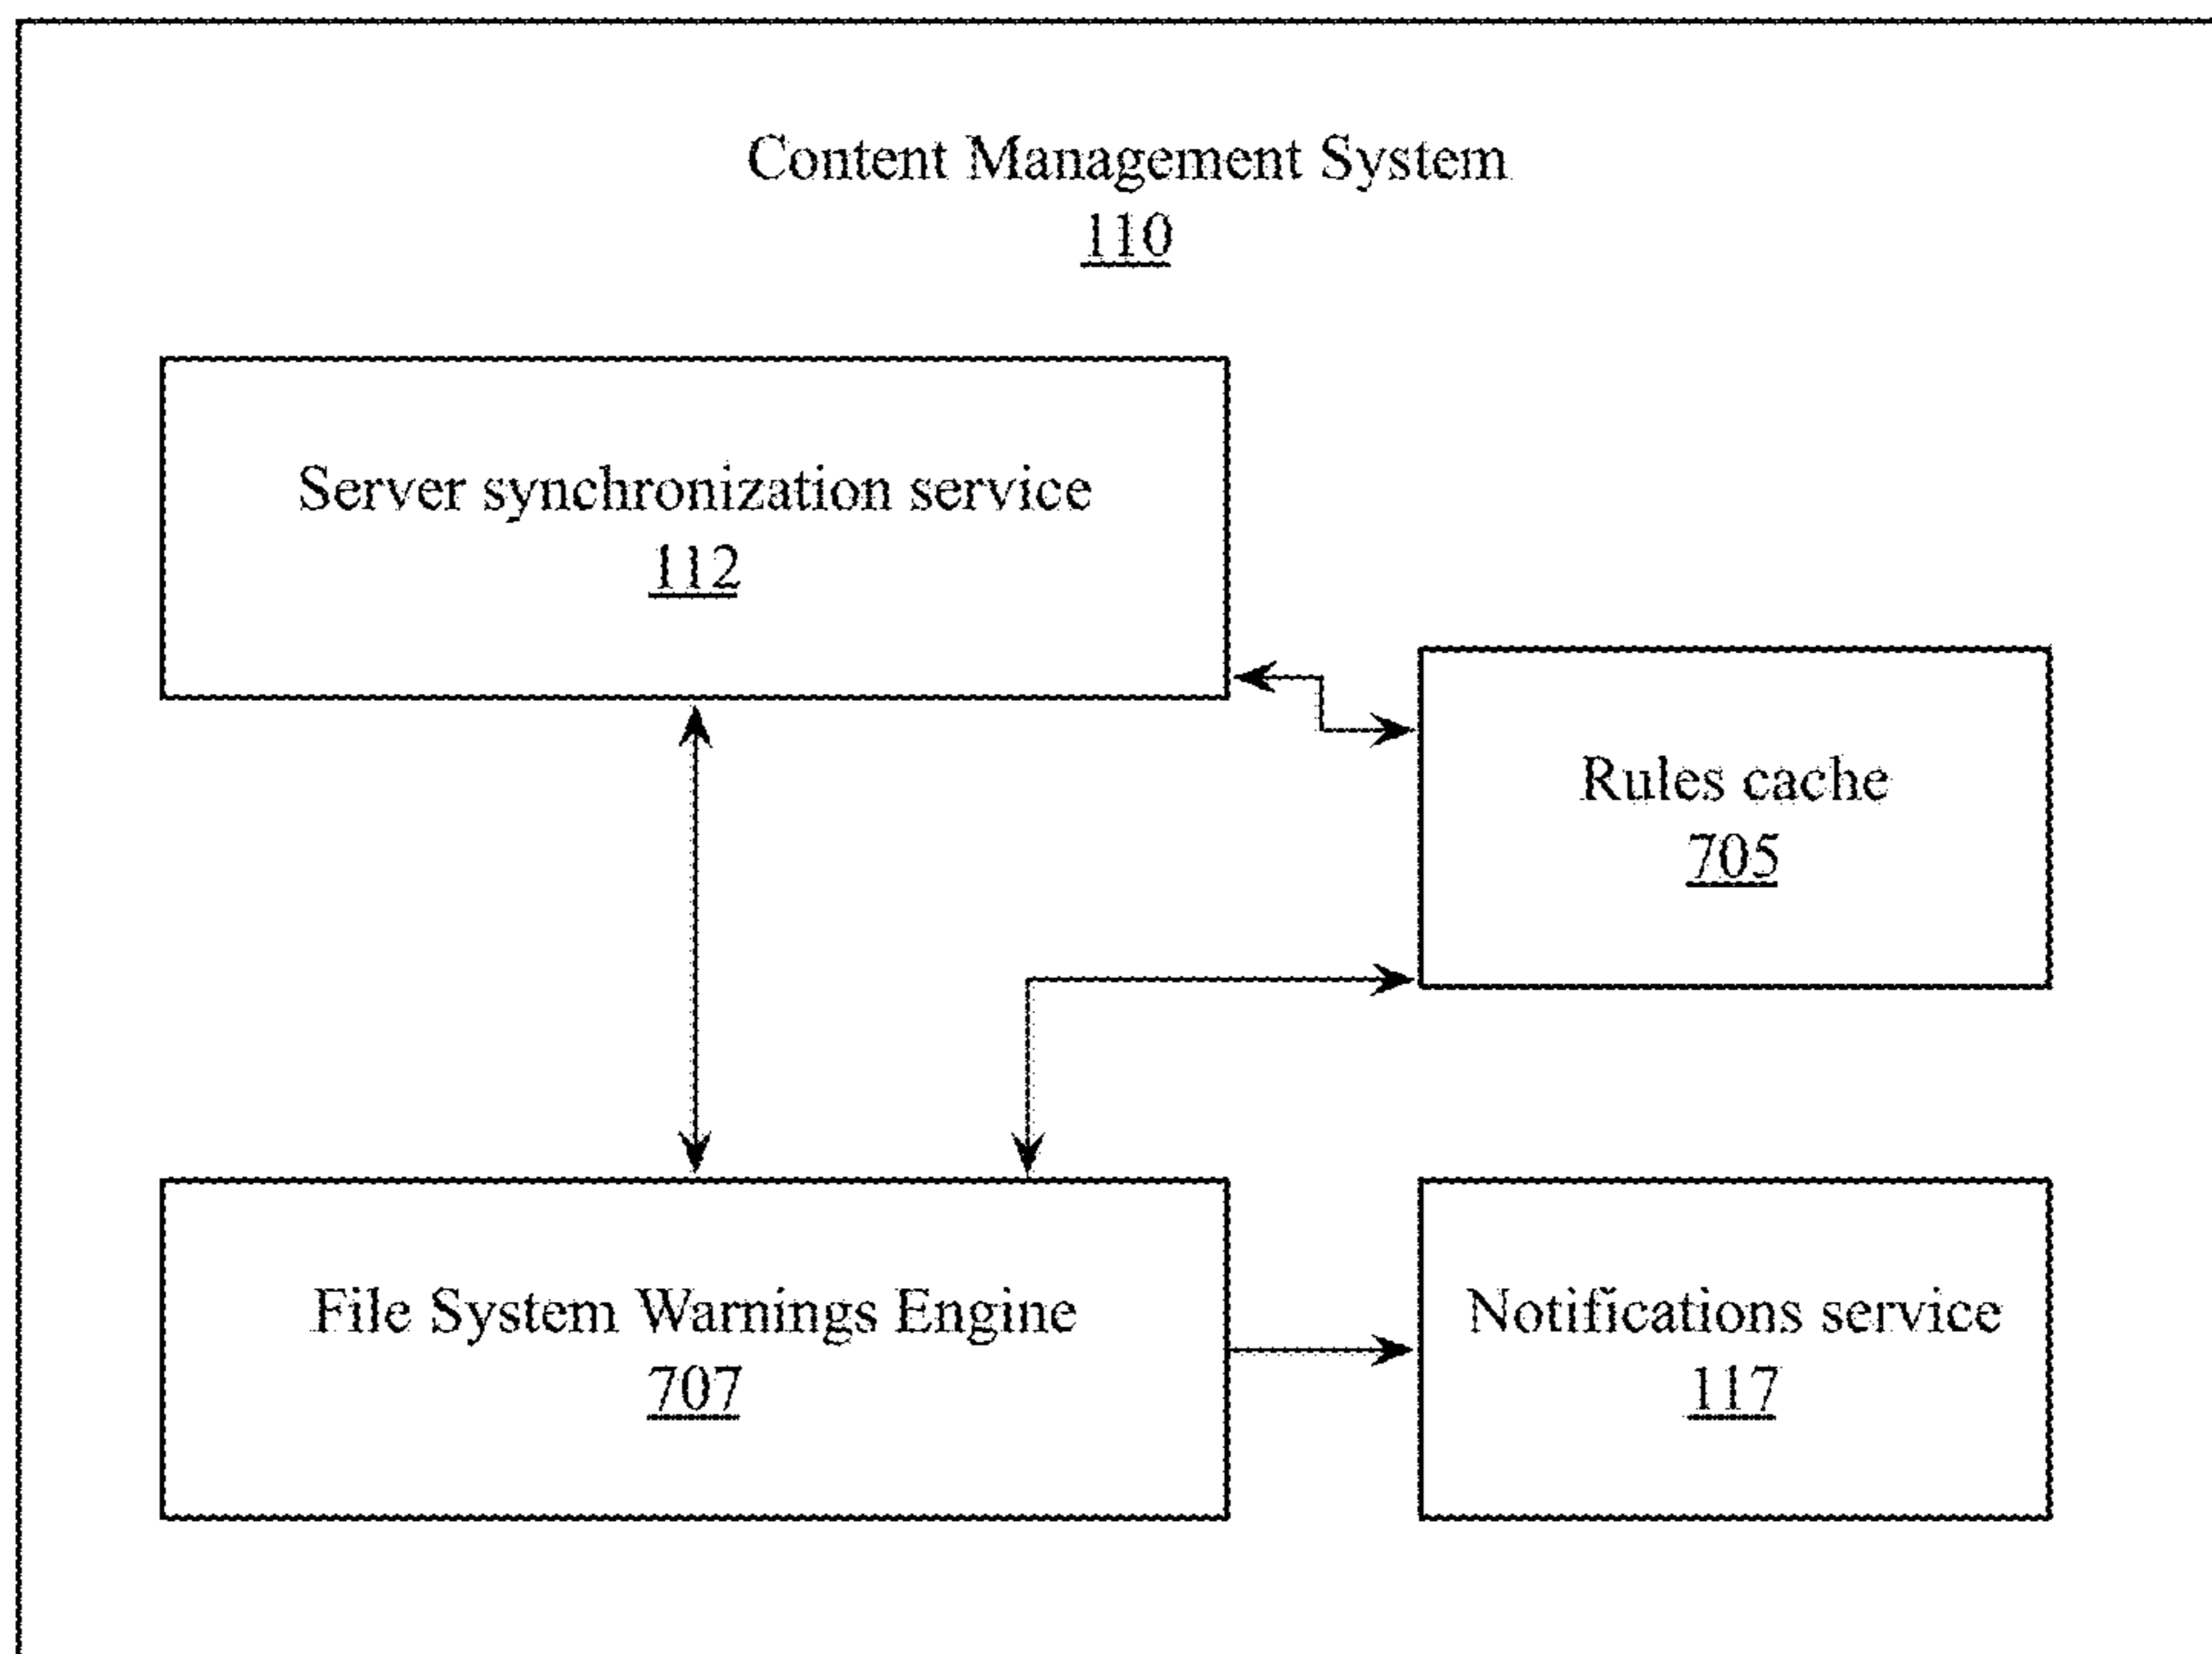 Content Management System
110
Server synchronization service
112
Rules cache
705
File System Warnings Engine
707
Notifications service
117